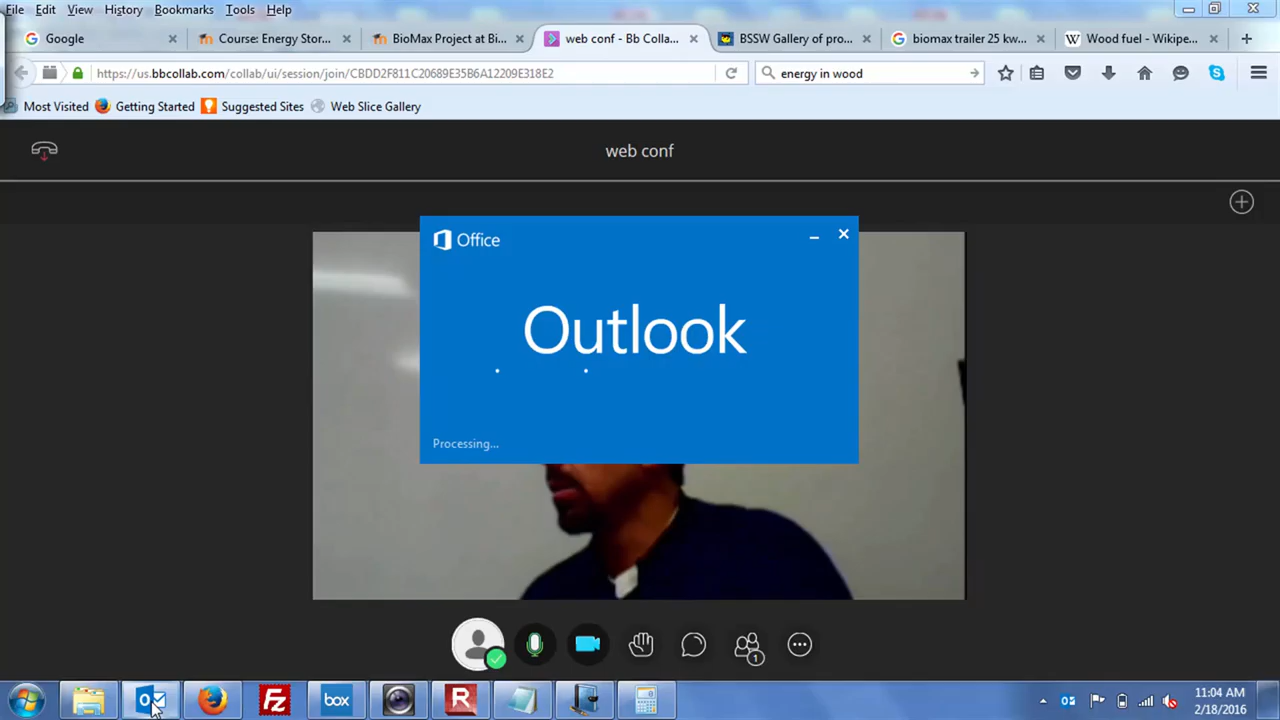 File Edit View History Bookmarks Tools Help
Google Course: Energy Stor... BioMax Project at Bi... web conf - Bb Colla... BSSW Gallery of pro... biomax trailer 25 kw... Wood fuel - Wikipe...
https://us.bbcollab.com/collab/ui/session/join/CBDD2F811C20689E35B6A12209E318E2 energy in wood
Most Visited Getting Started Suggested Sites Web Slice Gallery
web conf
Office
Outlook
Processing...
1
box
11:04 AM
2/18/2016